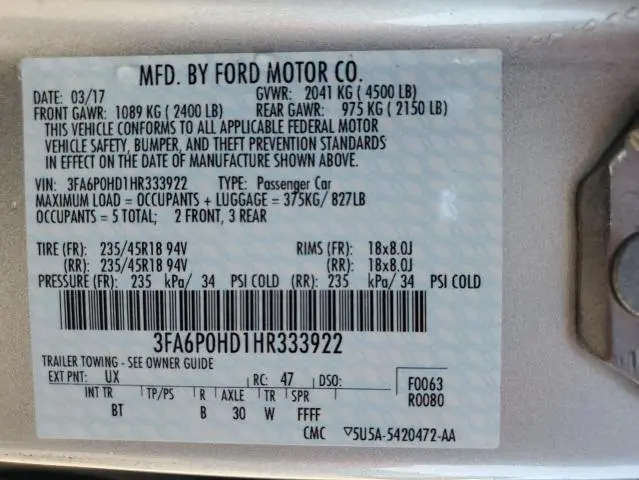 MFD. BY FORD MOTOR CO.
DATE: 03/17 GVWR: 2041 KG ( 4500 LB)
FRONT GAWR: 1089 KG ( 2400 LB) REAR GAWR: 975 KG ( 2150 LB)
THIS VEHICLE CONFORMS TO ALL APPLICABLE FEDERAL MOTOR
VEHICLE SAFETY, BUMPER, AND THEFT PREVENTION STANDARDS
IN EFFECT ON THE DATE OF MANUFACTURE SHOWN ABOVE.
VIN: 3FA6P0HD1HR333922 TYPE: Passenger Car
MAXIMUM LOAD = OCCUPANTS + LUGGAGE = 375KG/ 827LB
OCCUPANTS = 5 TOTAL; 2 FRONT, 3 REAR
TIRE (FR): 235/45R18 94V RIMS (FR): 18x8.0J
(RR): 235/45R18 94V (RR): 18x8.0J
PRESSURE (FR): 235 kPa/ 34 PSI COLD (RR): 235 kPa/ 34 PSI COLD
3FA6P0HD1HR333922
TRAILER TOWING - SEE OWNER GUIDE
EXT PNT: UX RC: 47 DSO: F0063
INT TR TP/PS R AXLE TR SPR R0080
BT B 30 W FFFF
CMC ▽5U5A-5420472-AA